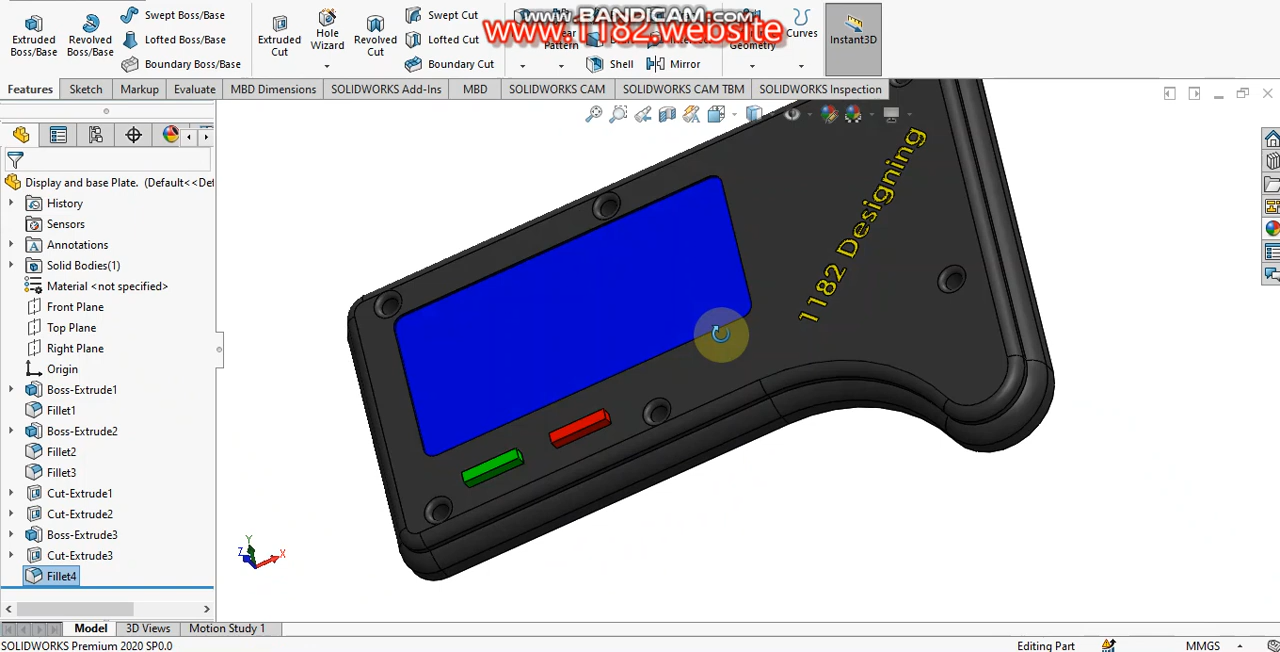 www.BANDICAM.com
www.1182.website
Extruded Boss/Base
Revolved Boss/Base
Swept Boss/Base
Lofted Boss/Base
Boundary Boss/Base
Extruded Cut
Hole Wizard
Revolved Cut
Swept Cut
Lofted Cut
Boundary Cut
Pattern
Shell
Mirror
Geometry
Curves
Instant3D
Features
Sketch
Markup
Evaluate
MBD Dimensions
SOLIDWORKS Add-Ins
MBD
SOLIDWORKS CAM
SOLIDWORKS CAM TBM
SOLIDWORKS Inspection
Display and base Plate. (Default<<Def
History
Sensors
Annotations
Solid Bodies(1)
Material <not specified>
Front Plane
Top Plane
Right Plane
Origin
Boss-Extrude1
Fillet1
Boss-Extrude2
Fillet2
Fillet3
Cut-Extrude1
Cut-Extrude2
Boss-Extrude3
Cut-Extrude3
Fillet4
1182 Designing
Y
Z
X
Model
3D Views
Motion Study 1
SOLIDWORKS Premium 2020 SP0.0
Editing Part
MMGS